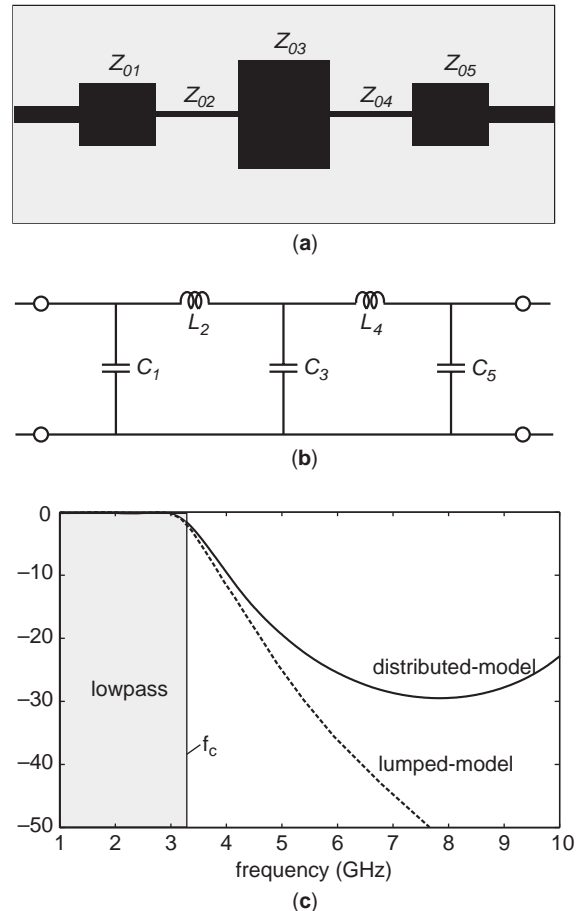 Z01
Z02
Z03
Z04
Z05
(a)
L2
L4
C1
C3
C5
(b)
0
–10
–20
–30
–40
–50
distributed-model
lowpass
fc
lumped-model
1 2 3 4 5 6 7 8 9 10
frequency (GHz)
(c)